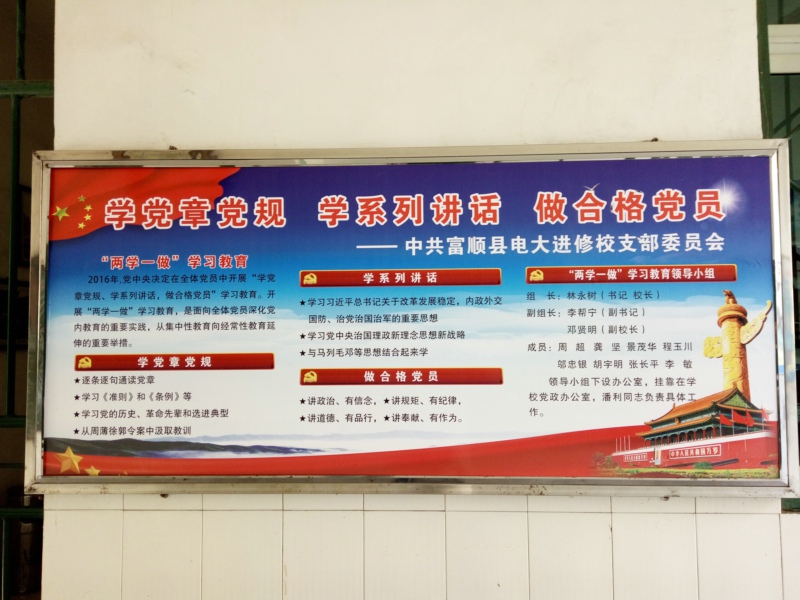 学党章党规 学系列讲话 做合格党员
——中共富顺县电大进修校支部委员会
“两学一做”学习教育
2016年,党中央决定在全体党员中开展“学党
章党规、学系列讲话,做合格党员”学习教育。开
展“两学一做”学习教育,是面向全体党员深化党
内教育的重要实践,从集中性教育向经常性教育延
伸的重要举措。
学党章党规
★逐条逐句通读党章
★学习《准则》和《条例》等
★学习党的历史、革命先辈和选进典型
★从周薄徐郭令案中汲取教训
学系列讲话
★学习习近平总书记关于改革发展稳定,内政外交
国防、治党治国治军的重要思想
★学习党中央治国理政新理念思想新战略
★与马列毛邓等思想结合起来学
做合格党员
★讲政治、有信念,★讲规矩、有纪律,
★讲道德、有品行,★讲奉献、有作为。
“两学一做”学习教育领导小组
组 长:林永树(书记 校长)
副组长:李帮宁(副书记)
邓贤明(副校长)
成员:周 超 龚 坚 景茂华 程玉川
邬忠银 胡宇明 张长平 李 敏
领导小组下设办公室,挂靠在学
校党政办公室,潘利同志负责具体工
作。
中华人民共和国万岁